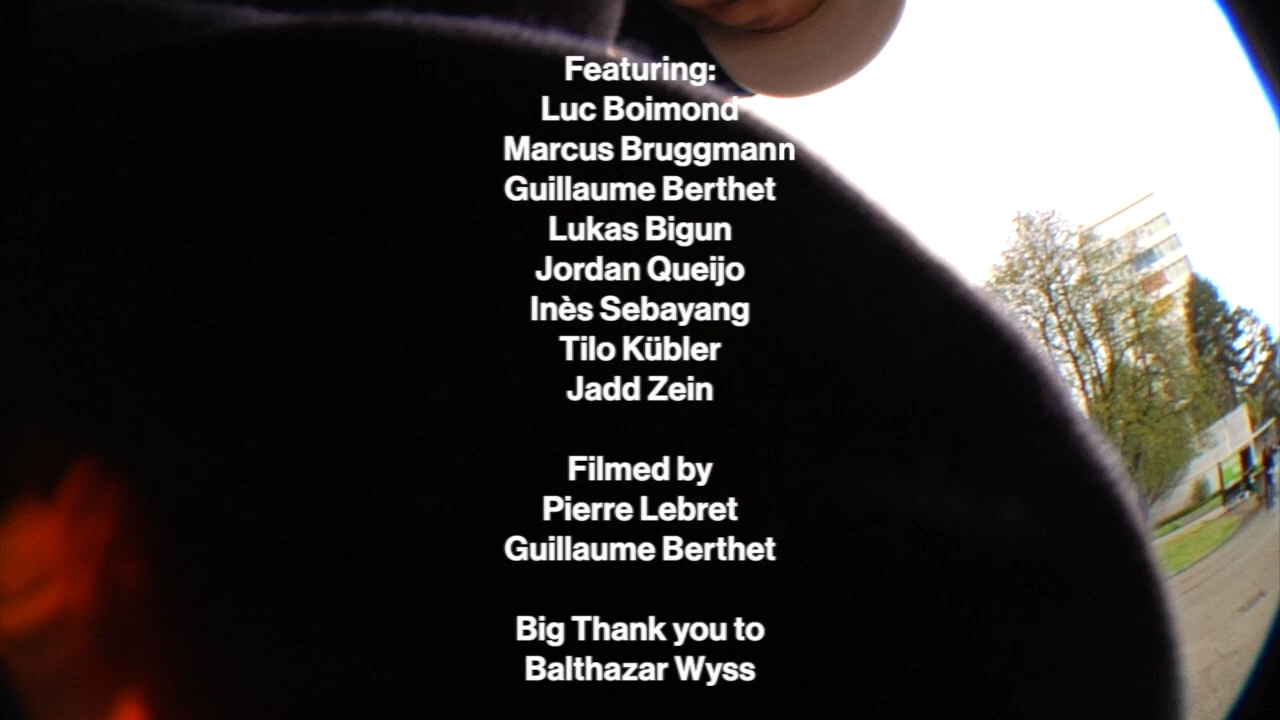 Featuring:
Luc Boimond
Marcus Bruggmann
Guillaume Berthet
Lukas Bigun
Jordan Queijo
Inès Sebayang
Tilo Kübler
Jadd Zein
Filmed by
Pierre Lebret
Guillaume Berthet
Big Thank you to
Balthazar Wyss